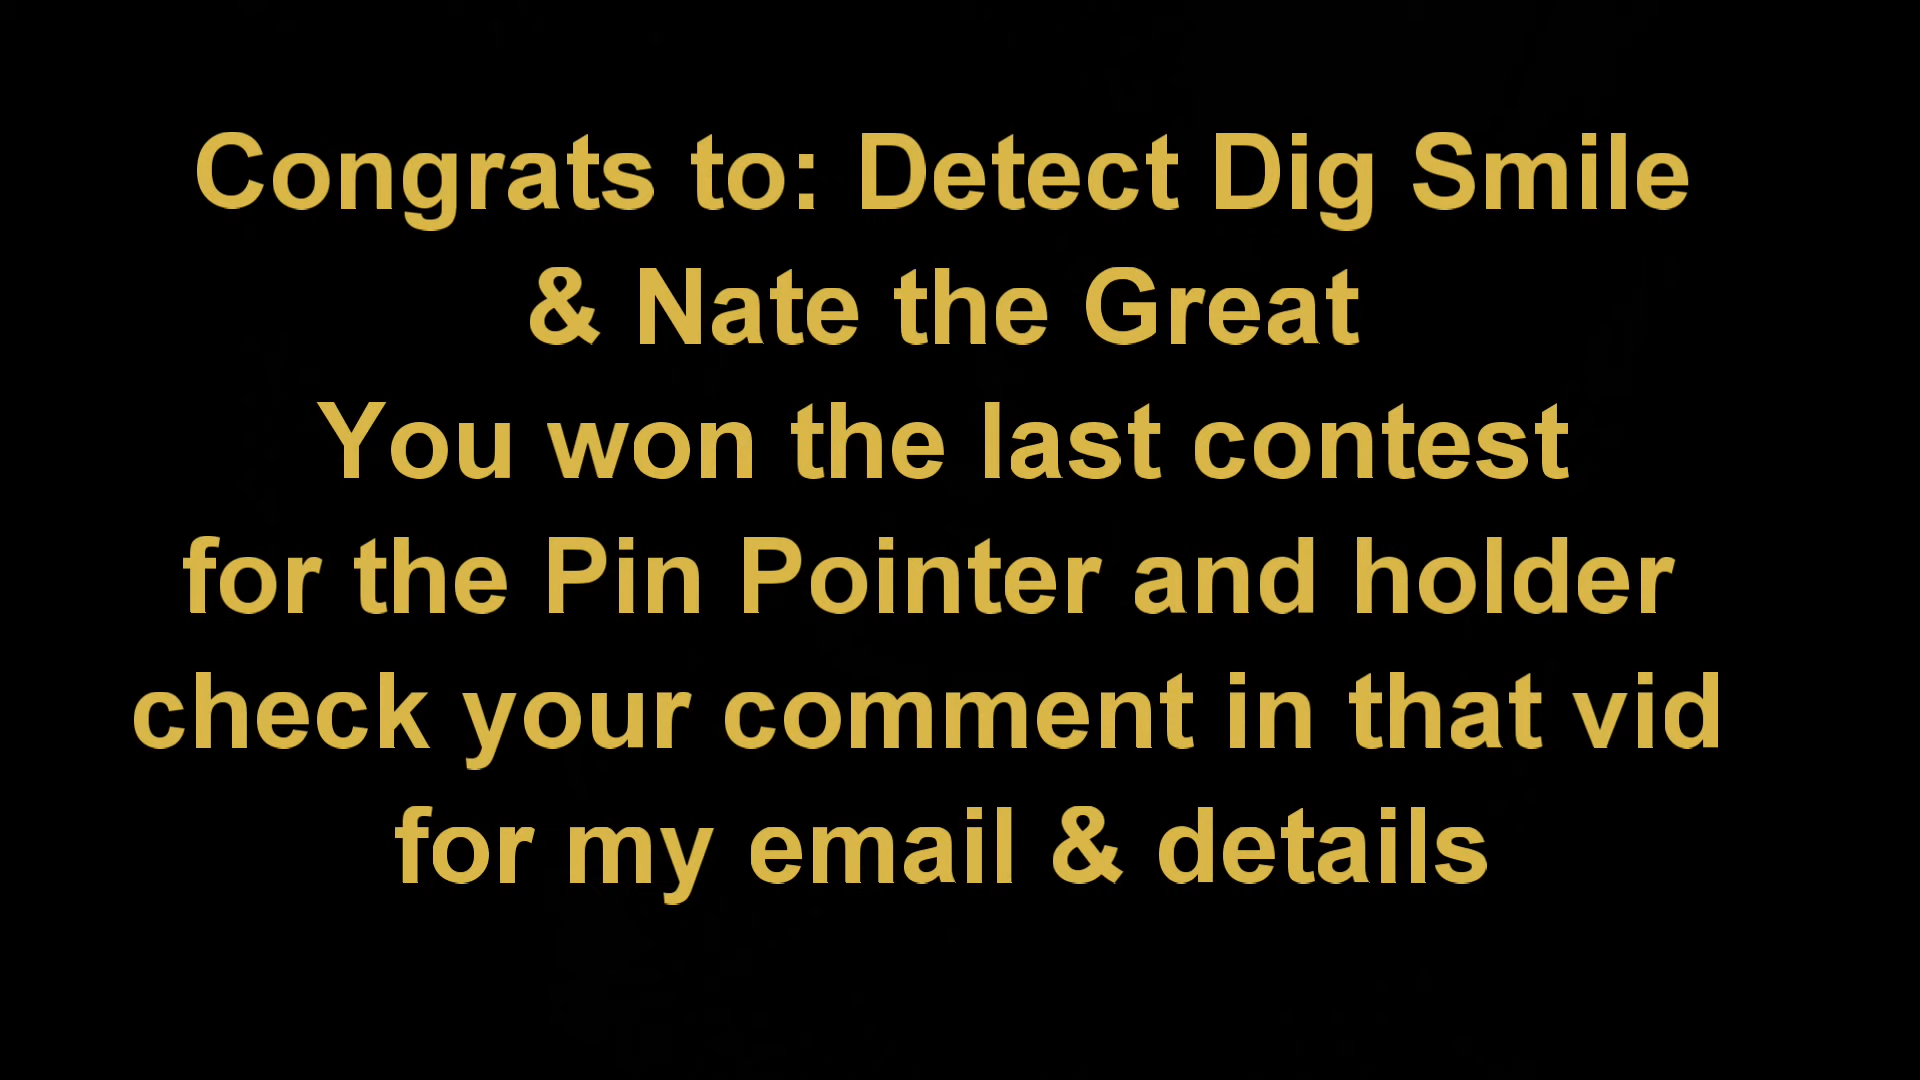 Congrats to: Detect Dig Smile
& Nate the Great
You won the last contest
for the Pin Pointer and holder
check your comment in that vid
for my email & details